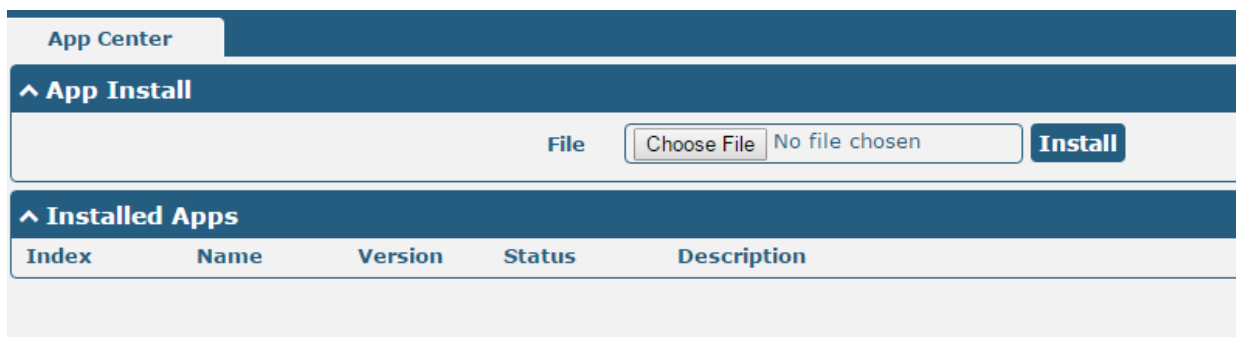 App Center
App Install
File Choose File No file chosen Install
Installed Apps
Index Name Version Status Description